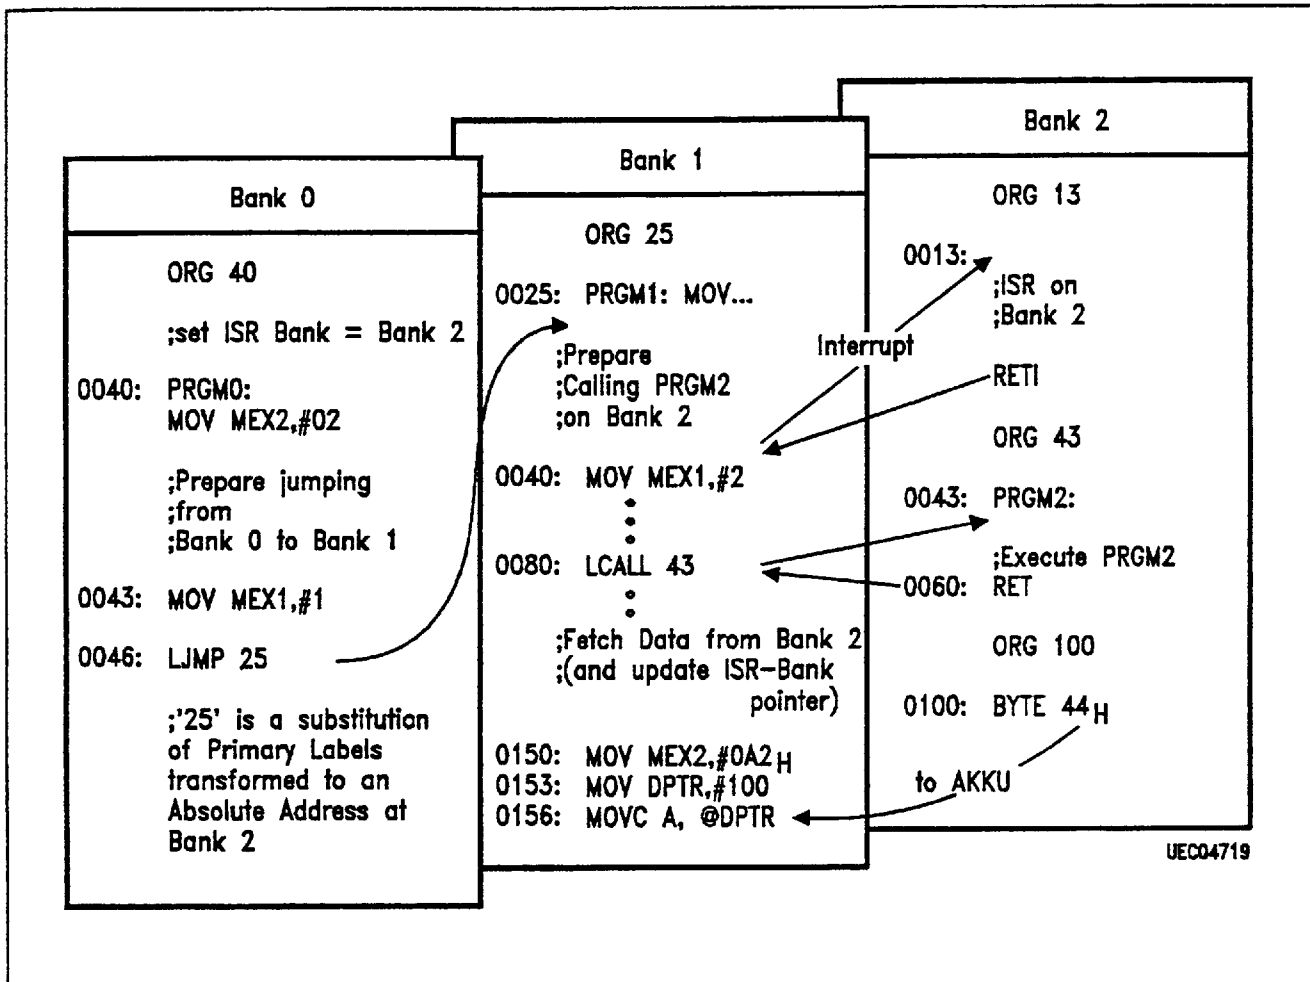 Bank 0
ORG 40
;set ISR Bank = Bank 2
0040: PRGM0:
MOV MEX2,#02
;Prepare jumping
;from
;Bank 0 to Bank 1
0043: MOV MEX1,#1
0046: LJMP 25
;'25' is a substitution
of Primary Labels
transformed to an
Absolute Address at
Bank 2
Bank 1
ORG 25
0025: PRGM1: MOV...
;Prepare
;Calling PRGM2
;on Bank 2
0040: MOV MEX1,#2
0080: LCALL 43
;Fetch Data from Bank 2
;(and update ISR-Bank
pointer)
0150: MOV MEX2,#0A2H
0153: MOV DPTR,#100
0156: MOVC A, @DPTR
Interrupt
Bank 2
ORG 13
0013:
;ISR on
;Bank 2
RETI
ORG 43
0043: PRGM2:
;Execute PRGM2
0060: RET
ORG 100
0100: BYTE 44H
to AKKU
UEC04719